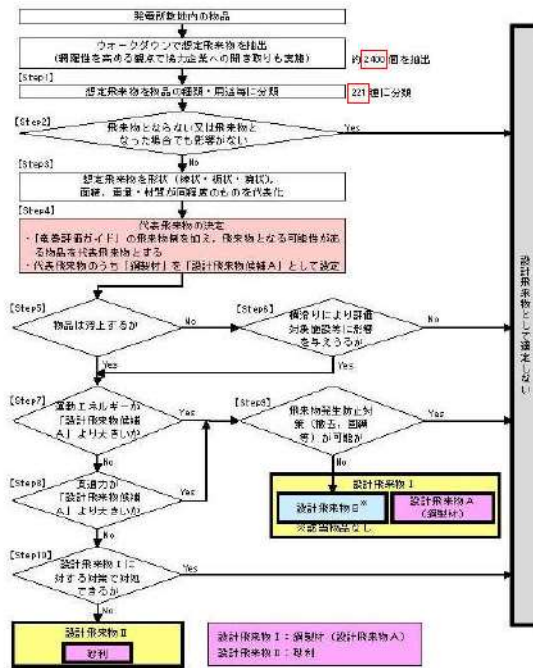 発電所敷地内の物品
ウォークダウンで想定飛来物を抽出
(網羅性を高める観点で協力企業への聞き取りも実施)
約2400個を抽出
[Step1]
想定飛来物を物品の種類・用途毎に分類
221種に分類
[Step2]
飛来物とならない又は飛来物と
なった場合でも影響がない
Yes
No
[Step3]
想定飛来物を形状(棒状・板状・塊状),
面積,重量・材質が同程度のものを代表化
[Step4]
代表飛来物の決定
・「竜巻評価ガイド」の飛来物例を加え,飛来物となる可能性があ
る物品を代表飛来物とする
・代表飛来物のうち「鋼製材」を「設計飛来物候補A」として設定
[Step5]
物品は浮上するか
No
Yes
[Step6]
横滑りにより評価
対象施設等に影響
を与えうるか
No
Yes
[Step7]
運動エネルギーが
「設計飛来物候補
A」より大きいか
Yes
No
[Step8]
貫通力が
「設計飛来物候補
A」より大きいか
Yes
No
[Step9]
飛来物発生防止対
策(撤去,固縛
等)が可能か
Yes
No
設計飛来物Ⅰ
設計飛来物B※
設計飛来物A
(鋼製材)
※該当物品なし
[Step10]
設計飛来物Ⅰに
対する対策で対処
できるか
Yes
No
設計飛来物Ⅱ
砂利
設計飛来物Ⅰ:鋼製材(設計飛来物A)
設計飛来物Ⅱ:砂利
設計飛来物として選定しない